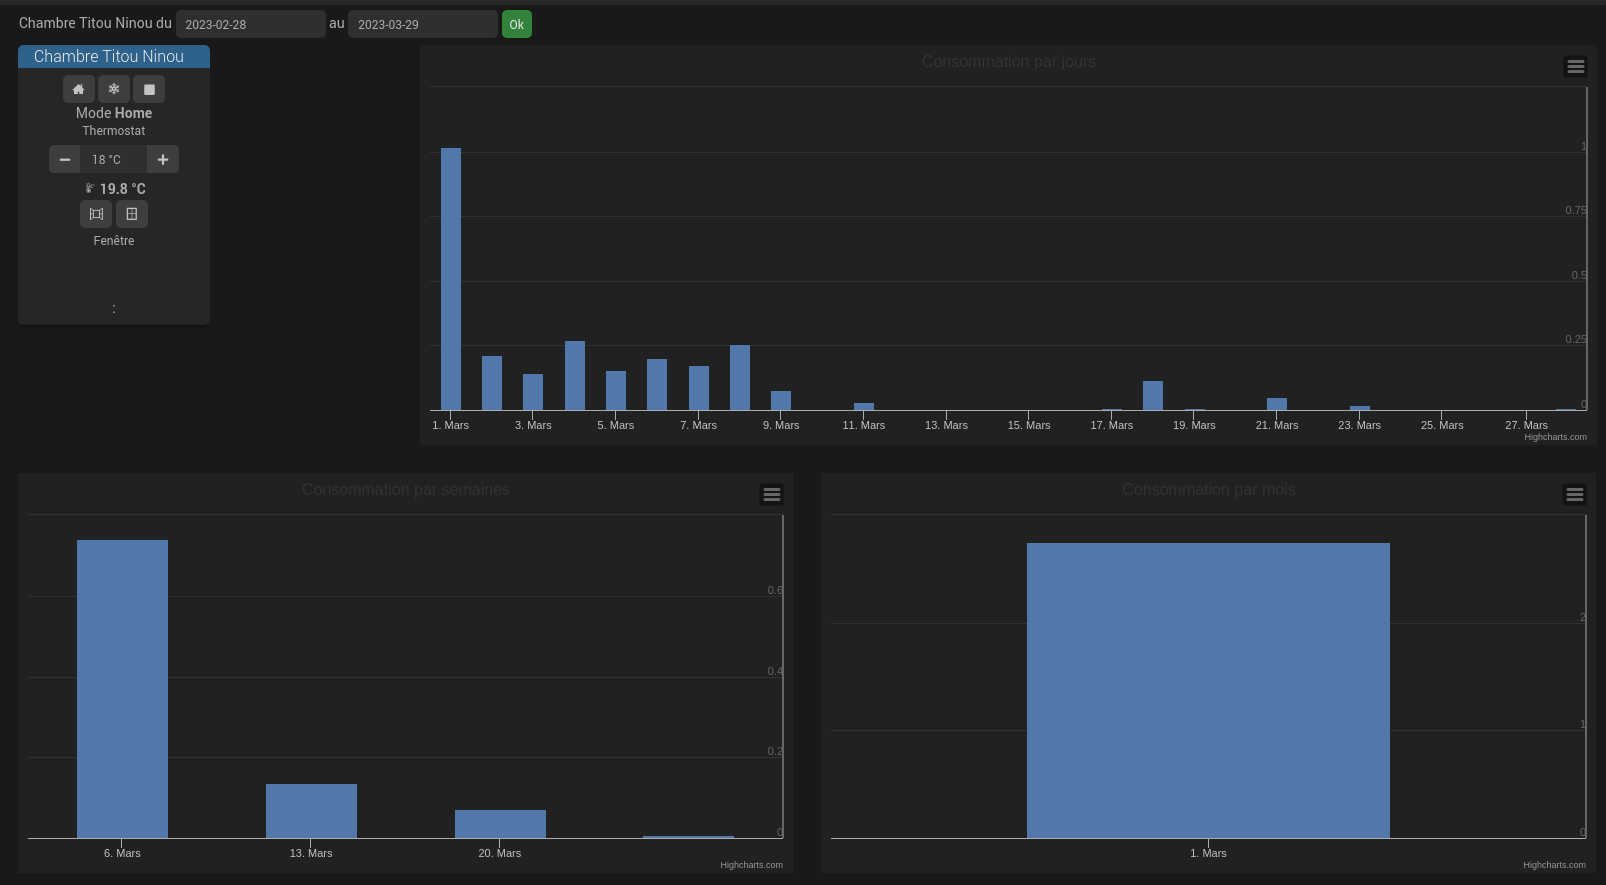 Chambre Titou Ninou du 2023-02-28 au 2023-03-29 Ok
Chambre Titou Ninou
Mode Home
Thermostat
18 °C
19.8 °C
Fenêtre
:
Consommation par jours
1
0.75
0.5
0.25
0
1. Mars 3. Mars 5. Mars 7. Mars 9. Mars 11. Mars 13. Mars 15. Mars 17. Mars 19. Mars 21. Mars 23. Mars 25. Mars 27. Mars
Highcharts.com
Consommation par semaines
0.6
0.4
0.2
0
6. Mars 13. Mars 20. Mars
Highcharts.com
Consommation par mois
2
1
0
1. Mars
Highcharts.com